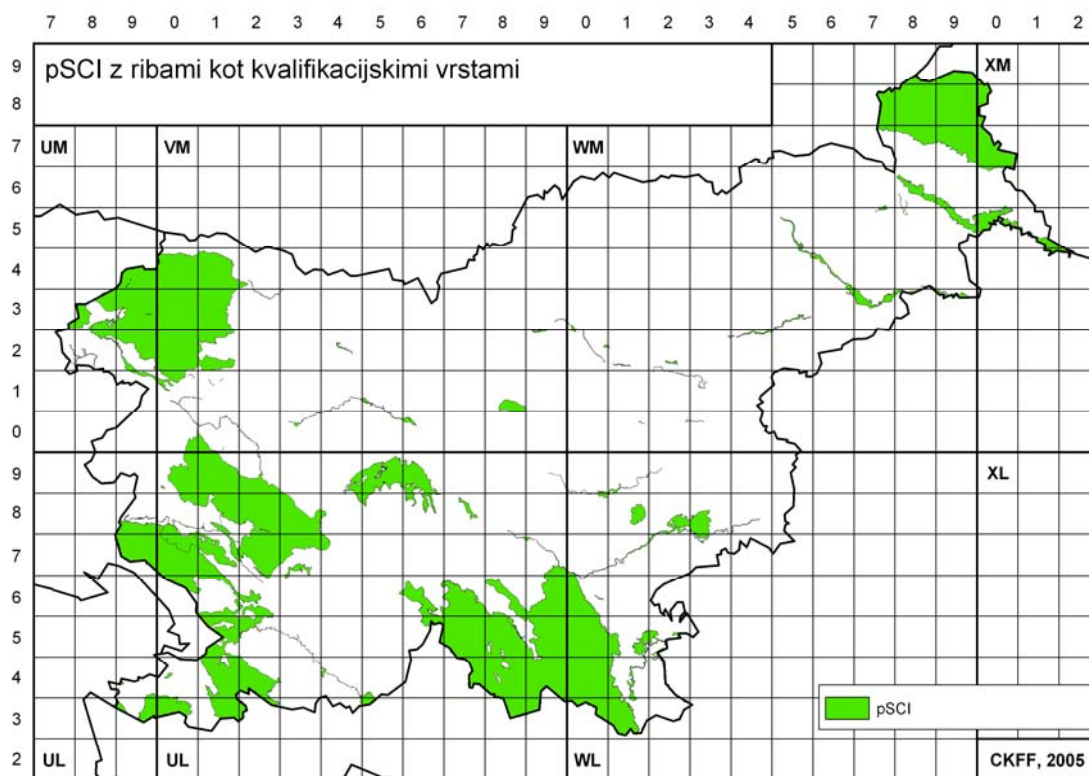 7 8 9 0 1 2 3 4 5 6 7 8 9 0 1 2 3 4 5 6 7 8 9 0 1 2
pSCI z ribami kot kvalifikacijskimi vrstami
XM
UM VM WM
9
8
7
6
5
4
3
2
1
0
9
8
7
6
5
4
3
2
XL
pSCI
UL UL WL
CKFF, 2005